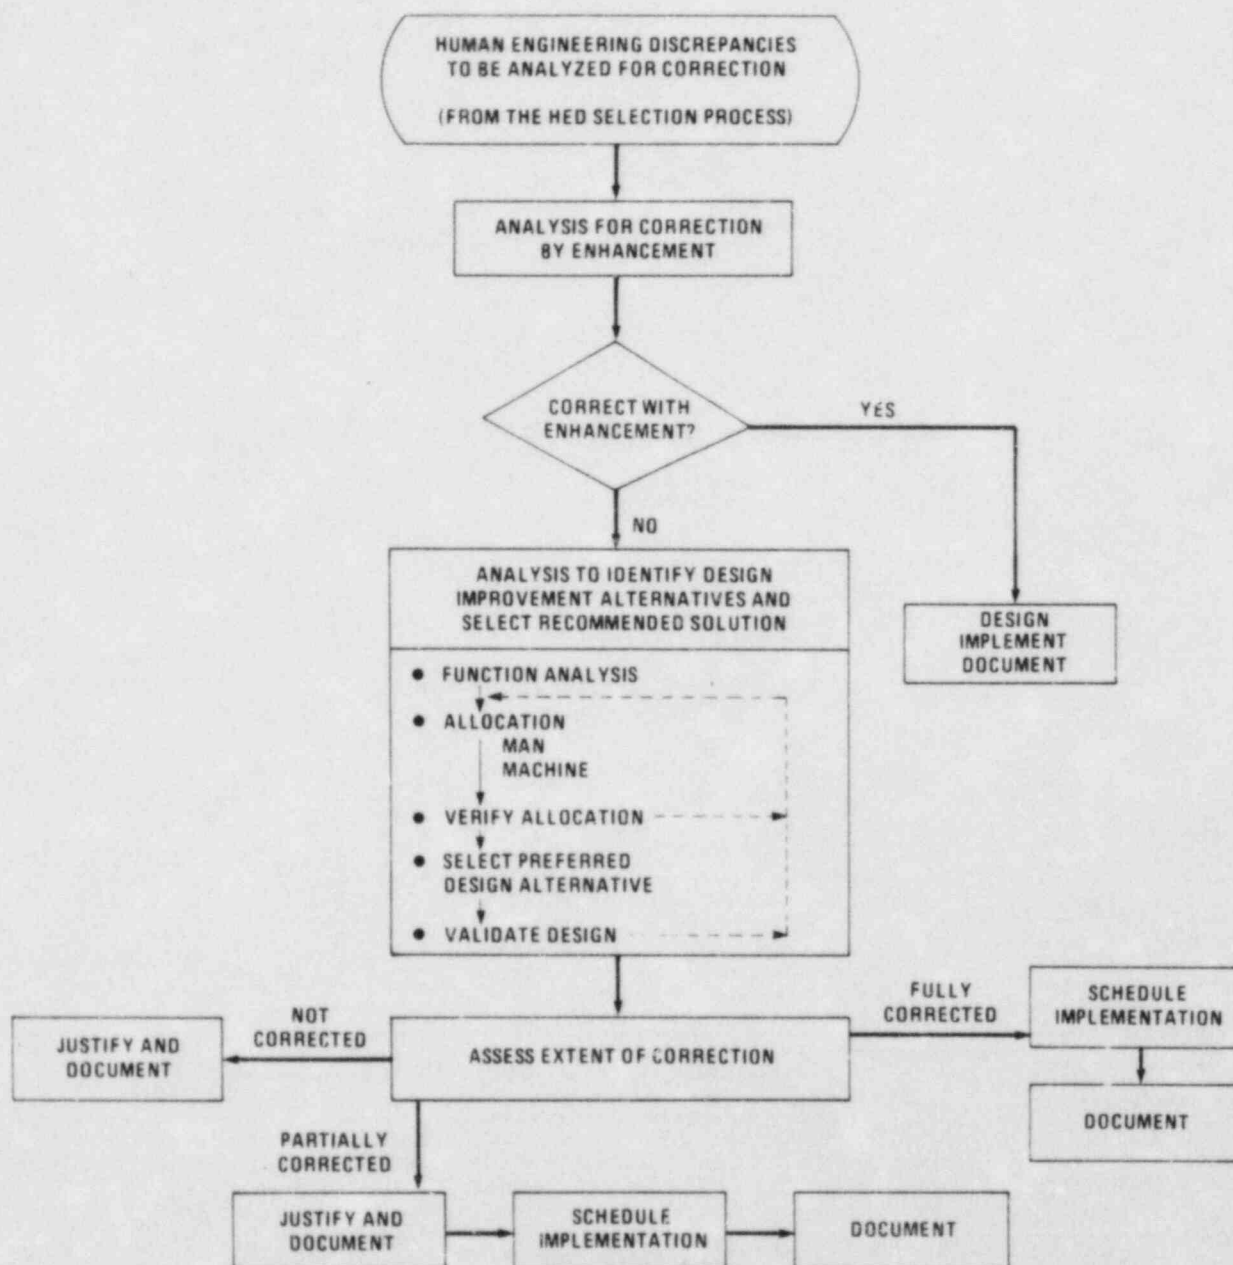 HUMAN ENGINEERING DISCREPANCIES
TO BE ANALYZED FOR CORRECTION
(FROM THE HED SELECTION PROCESS)
ANALYSIS FOR CORRECTION
BY ENHANCEMENT
CORRECT WITH
ENHANCEMENT?
YES
NO
ANALYSIS TO IDENTIFY DESIGN
IMPROVEMENT ALTERNATIVES AND
SELECT RECOMMENDED SOLUTION
DESIGN
IMPLEMENT
DOCUMENT
● FUNCTION ANALYSIS
● ALLOCATION
MAN
MACHINE
● VERIFY ALLOCATION
● SELECT PREFERRED
DESIGN ALTERNATIVE
● VALIDATE DESIGN
NOT
CORRECTED
JUSTIFY AND
DOCUMENT
ASSESS EXTENT OF CORRECTION
FULLY
CORRECTED
SCHEDULE
IMPLEMENTATION
DOCUMENT
PARTIALLY
CORRECTED
JUSTIFY AND
DOCUMENT
SCHEDULE
IMPLEMENTATION
DOCUMENT